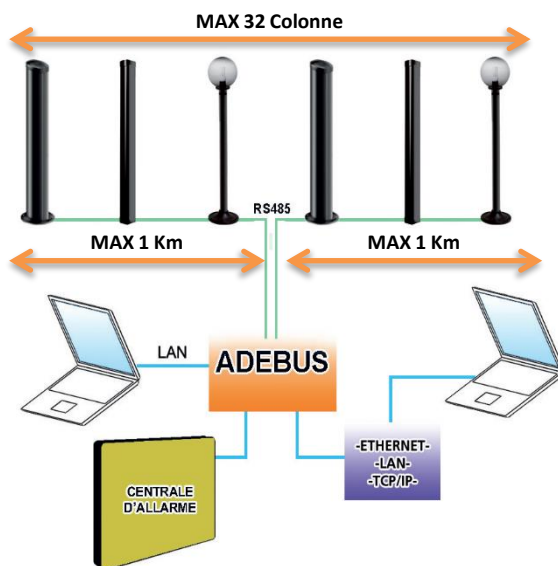 MAX 32 Colonne
RS485
MAX 1 Km
MAX 1 Km
LAN
ADEBUS
-ETHERNET-
-LAN-
-TCP/IP-
CENTRALE
D'ALLARME